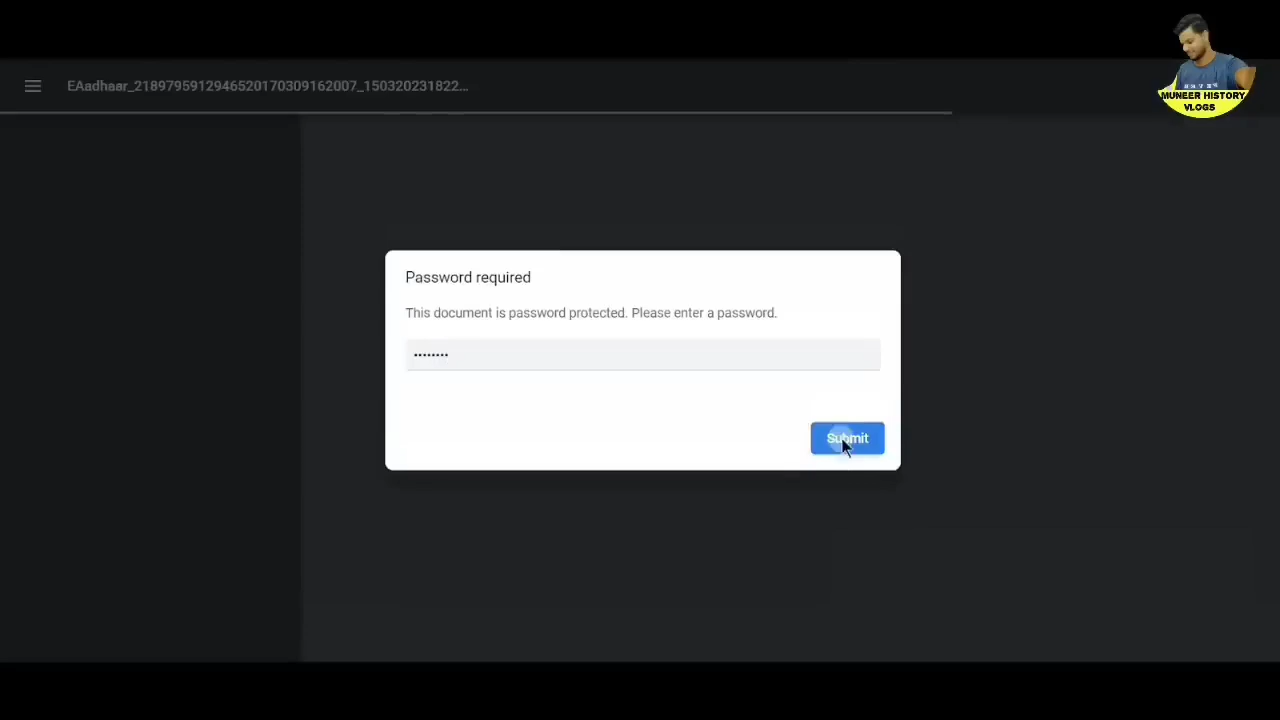 EAadhaar_2189795912946520170309162007_150320231822...
MUNEER HISTORY
VLOGS
Password required
This document is password protected. Please enter a password.
Submit